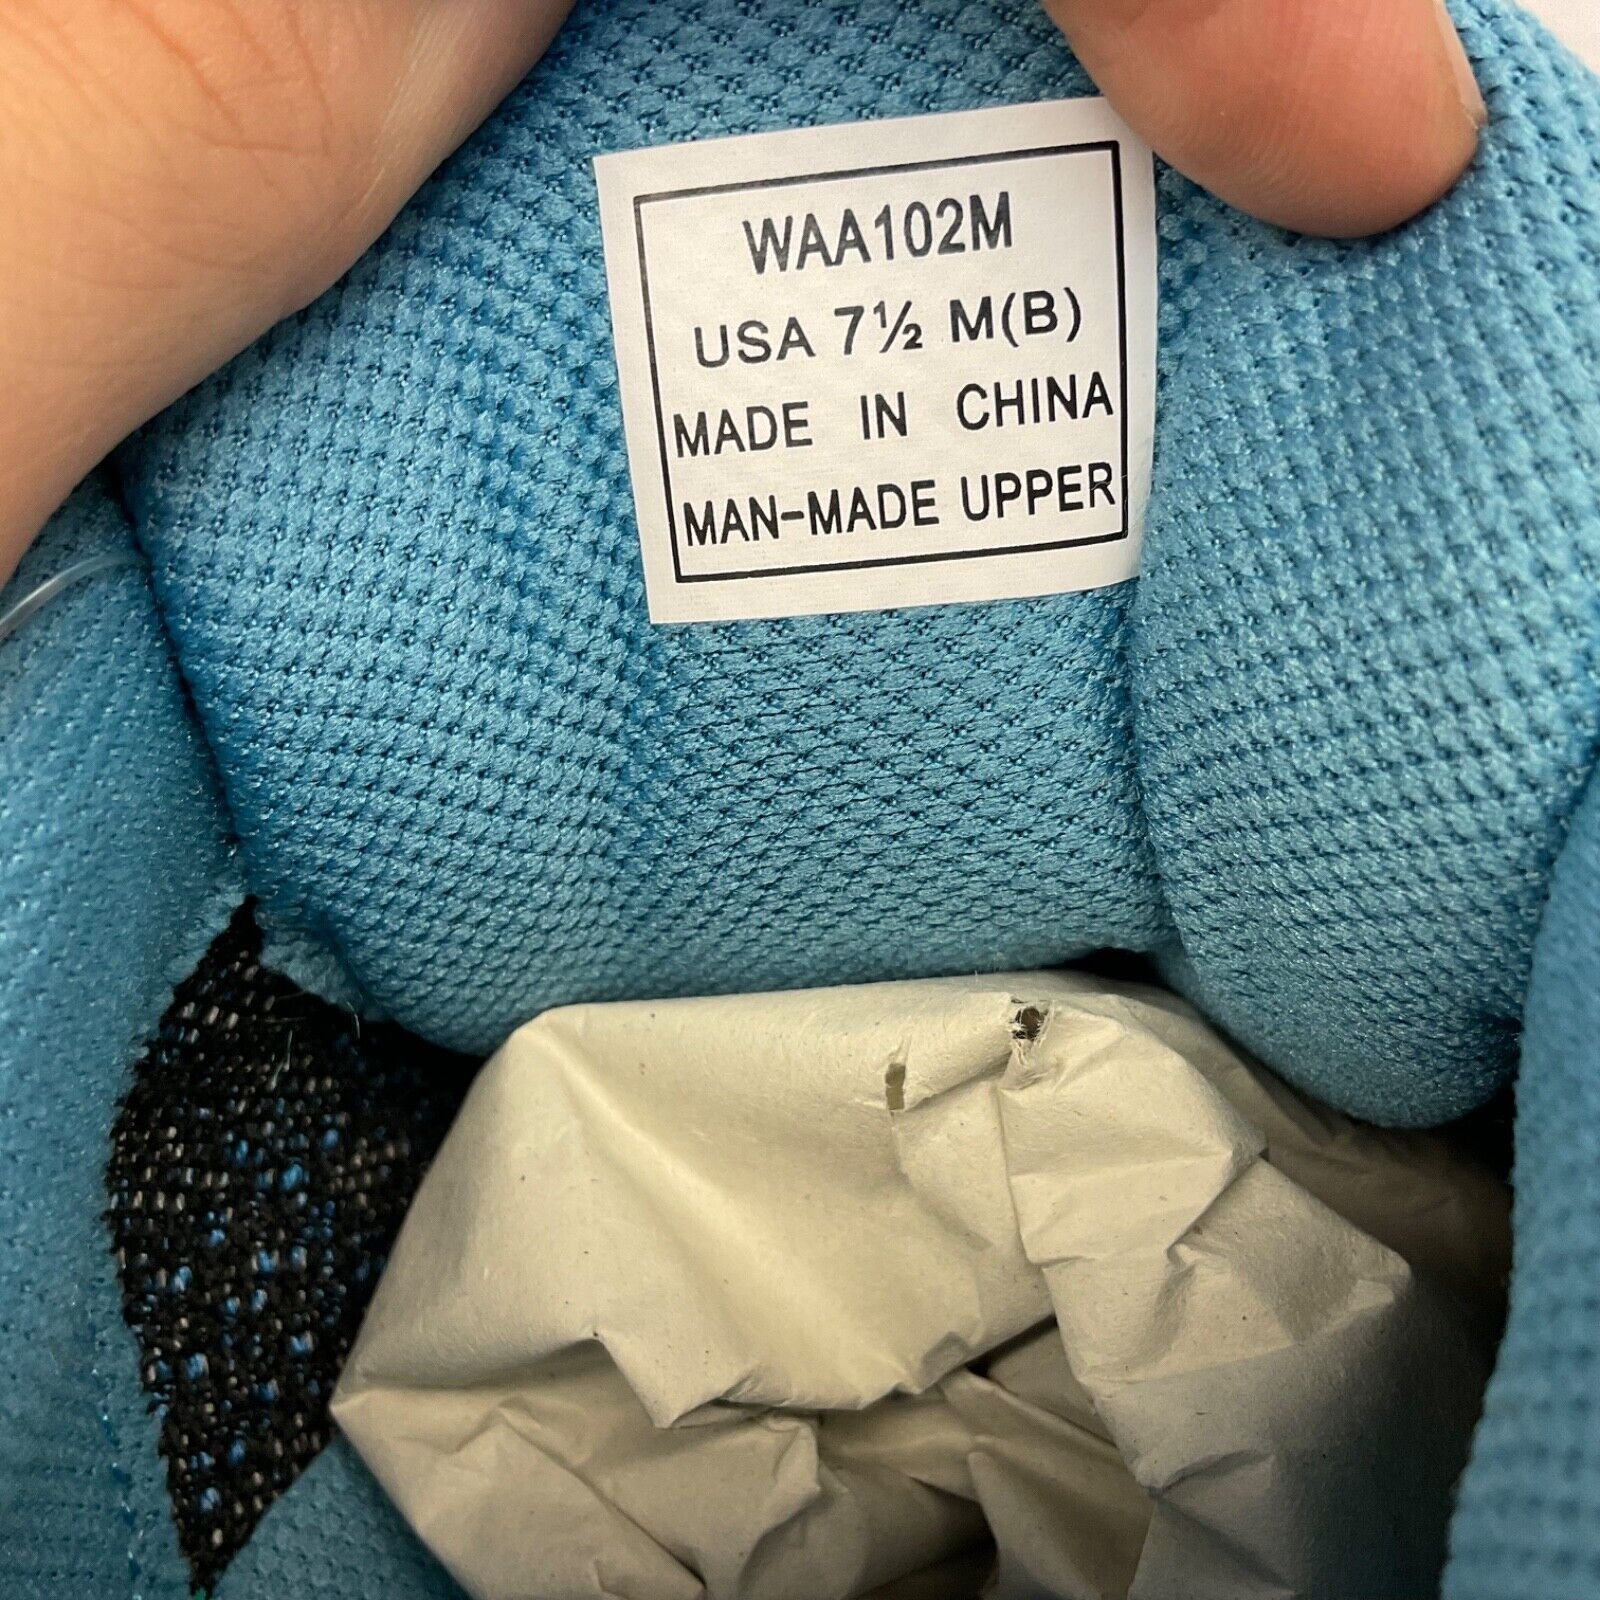 WAA102M
USA 7½ M(B)
MADE IN CHINA
MAN-MADE UPPER